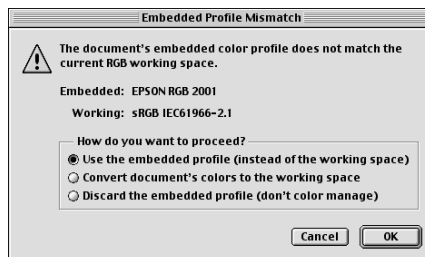 Embedded Profile Mismatch
The document's embedded color profile does not match the
current RGB working space.
Embedded: EPSON RGB 2001
Working: sRGB IEC61966-2.1
How do you want to proceed?
Use the embedded profile (instead of the working space)
Convert document's colors to the working space
Discard the embedded profile (don't color manage)
Cancel OK